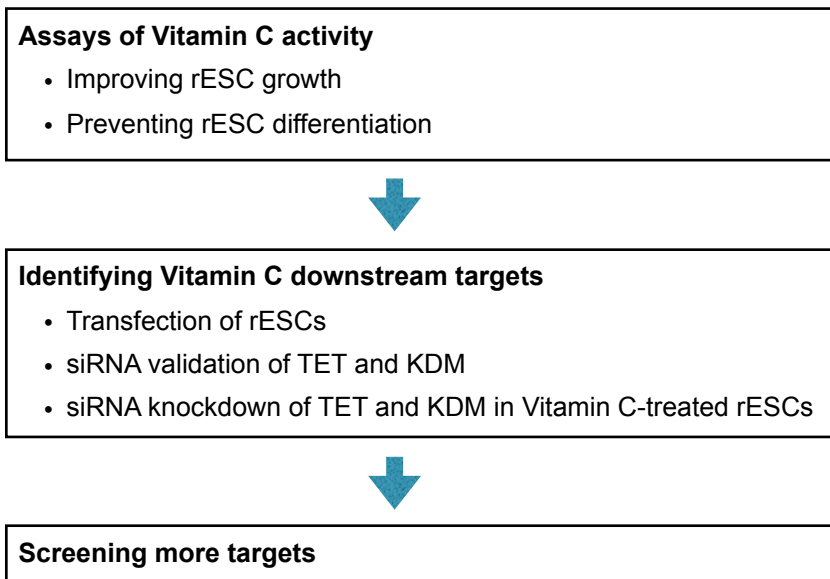 Assays of Vitamin C activity
• Improving rESC growth
• Preventing rESC differentiation
Identifying Vitamin C downstream targets
• Transfection of rESCs
• siRNA validation of TET and KDM
• siRNA knockdown of TET and KDM in Vitamin C-treated rESCs
Screening more targets